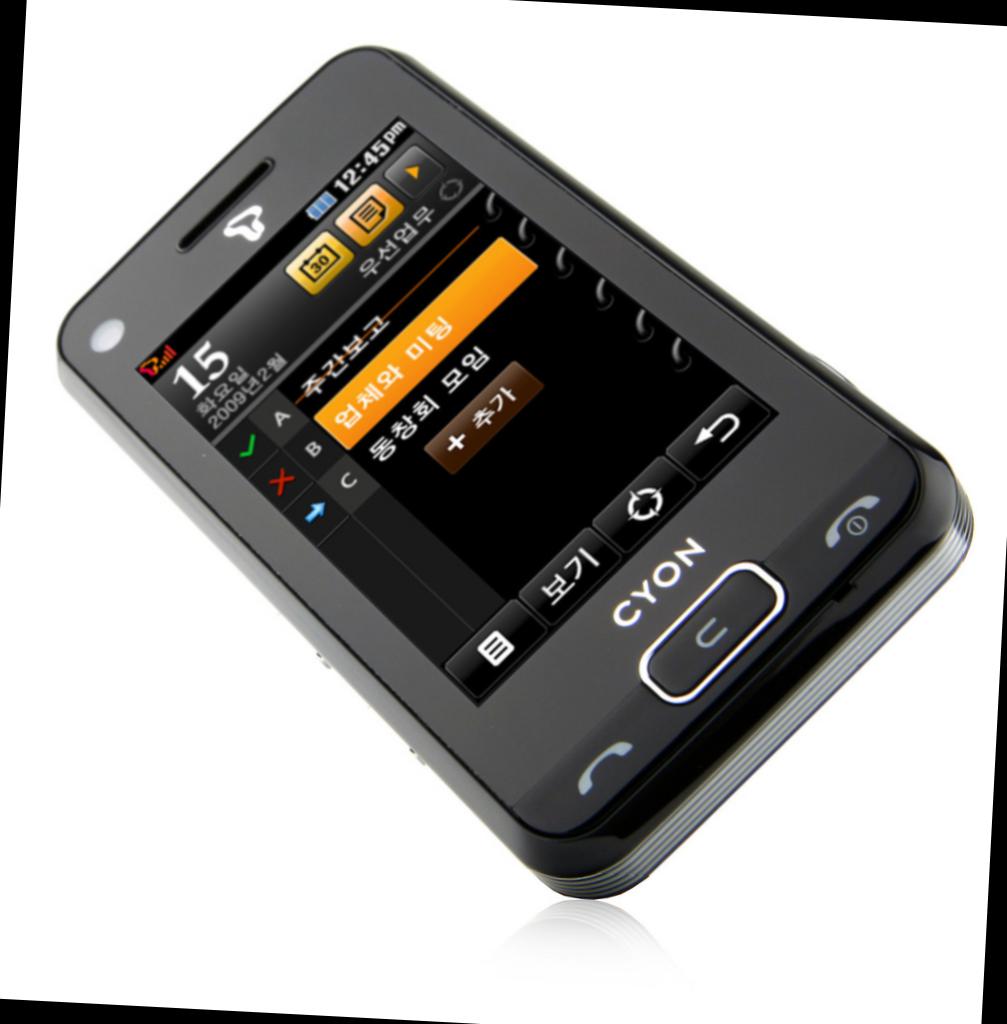 12:45pm
30
15
화요일
2009년 2월
우선업무
A 주간보고
B 업체와 미팅
C 동창회 모임
+ 추가
보기
CYON